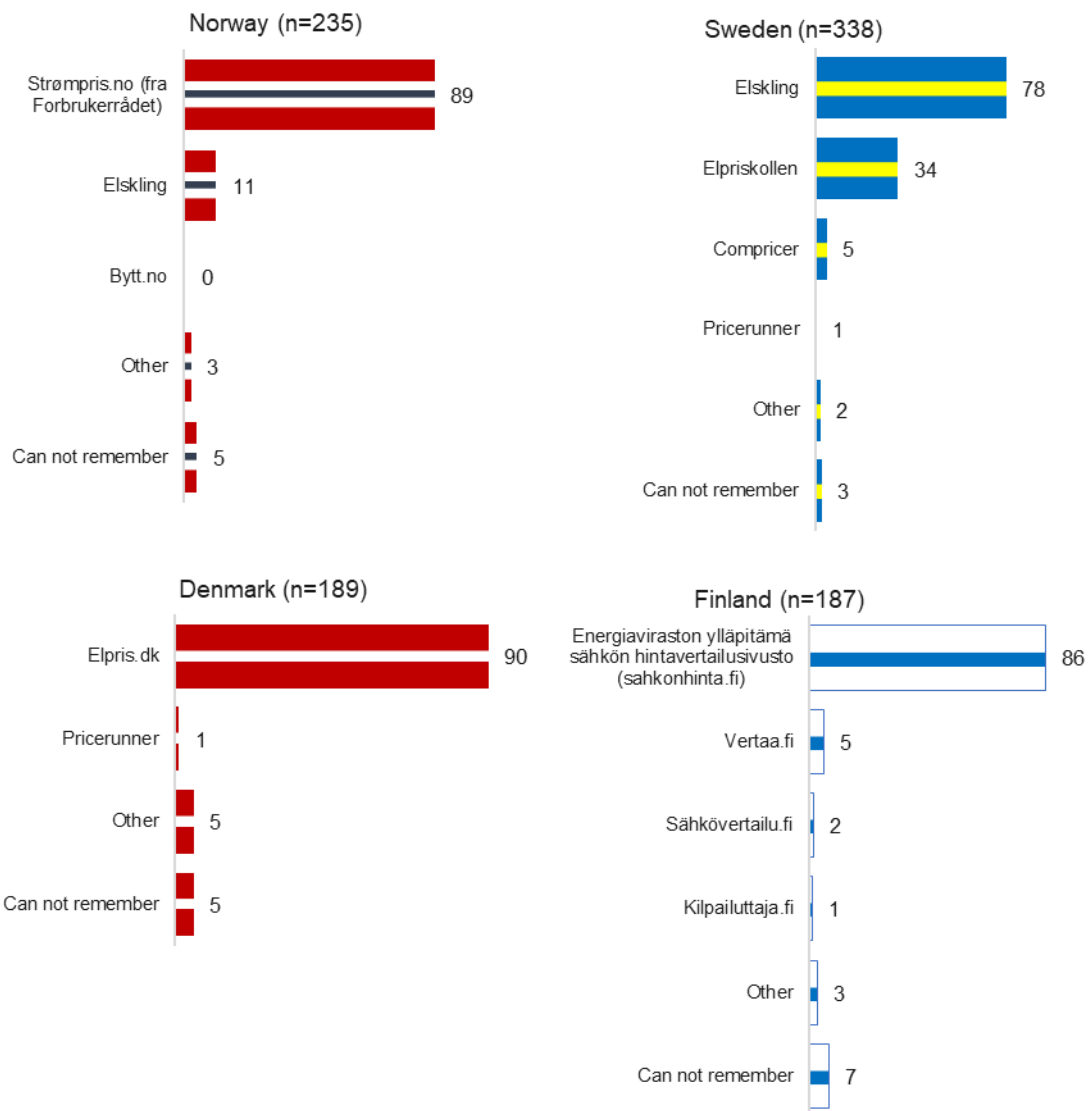 Norway (n=235)
Strømpris.no (fra
Forbrukerrådet)
89
Elskling
11
Bytt.no
0
Other
3
Can not remember
5
Sweden (n=338)
Elskling
78
Elpriskollen
34
Compricer
5
Pricerunner
1
Other
2
Can not remember
3
Denmark (n=189)
Elpris.dk
90
Pricerunner
1
Other
5
Can not remember
5
Finland (n=187)
Energiaviraston ylläpitämä
sähkön hintavertailusivusto
(sahkonhinta.fi)
86
Vertaa.fi
5
Sähkövertailu.fi
2
Kilpailuttaja.fi
1
Other
3
Can not remember
7